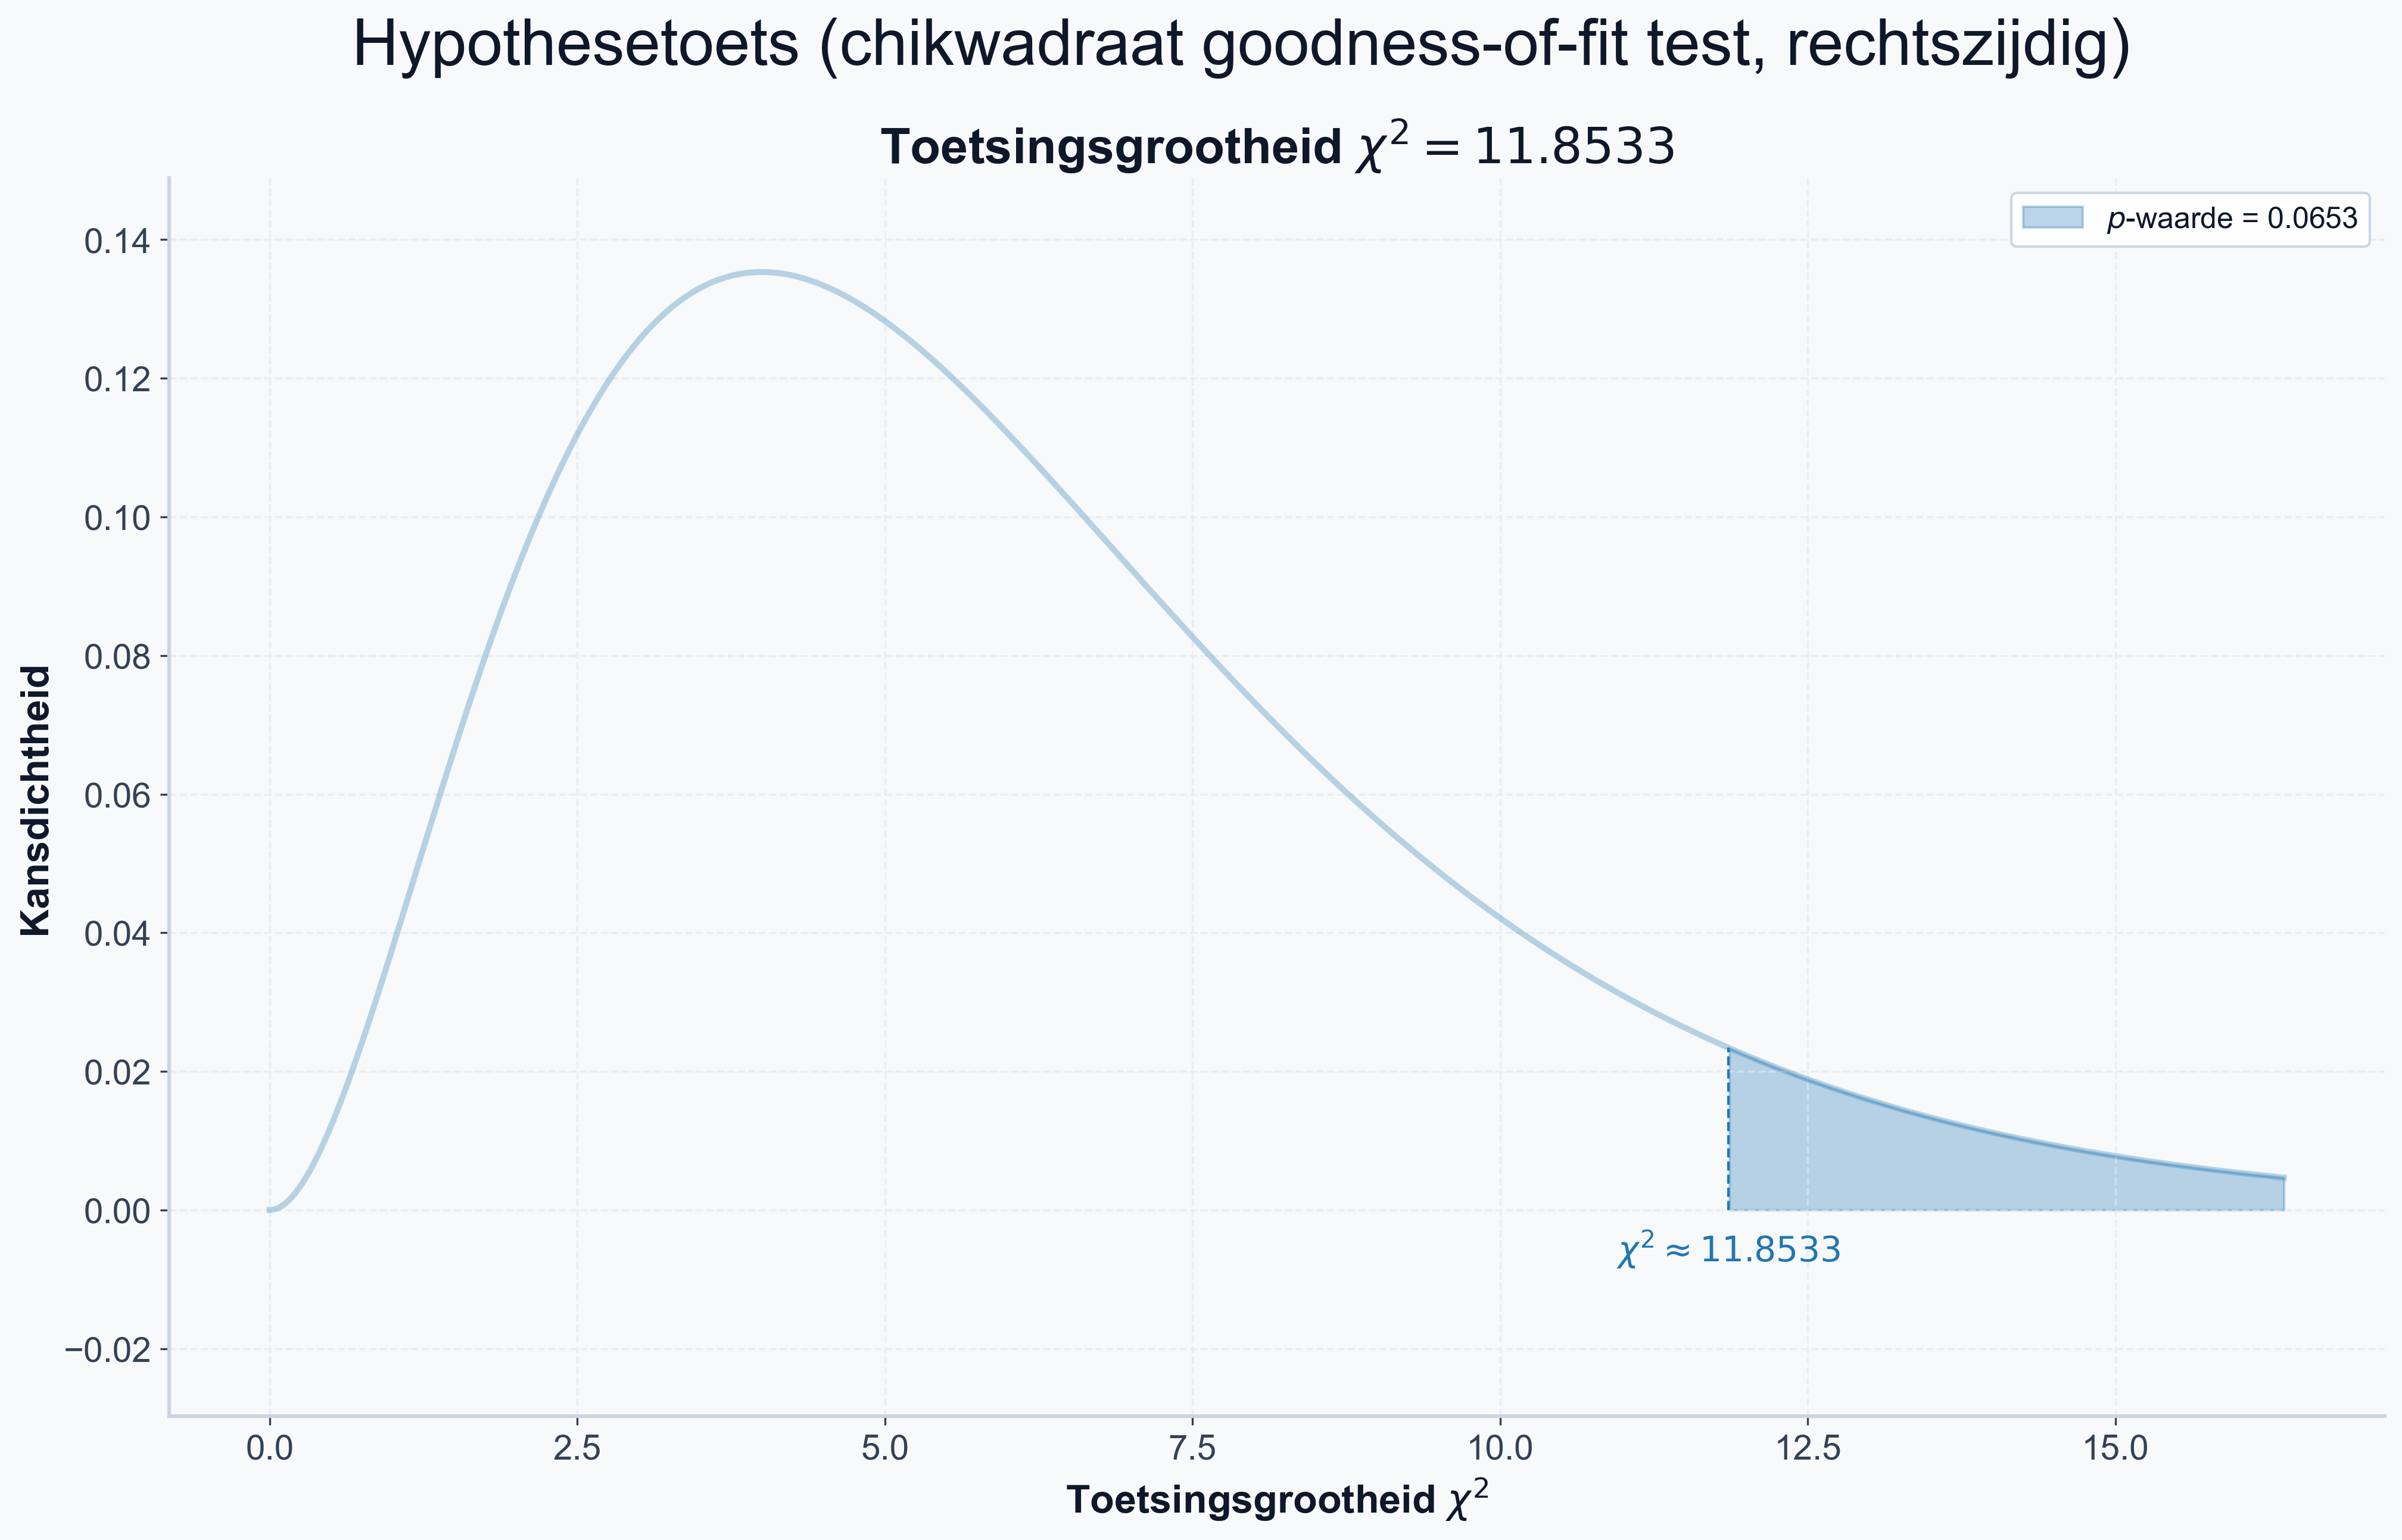 Hypothesetoets (chikwadraat goodness-of-fit test, rechtszijdig)
Toetsingsgrootheid χ² = 11.8533
p-waarde = 0.0653
0.14
0.12
0.10
0.08
0.06
0.04
0.02
0.00
−0.02
Kansdichtheid
χ² ≈ 11.8533
0.0 2.5 5.0 7.5 10.0 12.5 15.0
Toetsingsgrootheid χ²